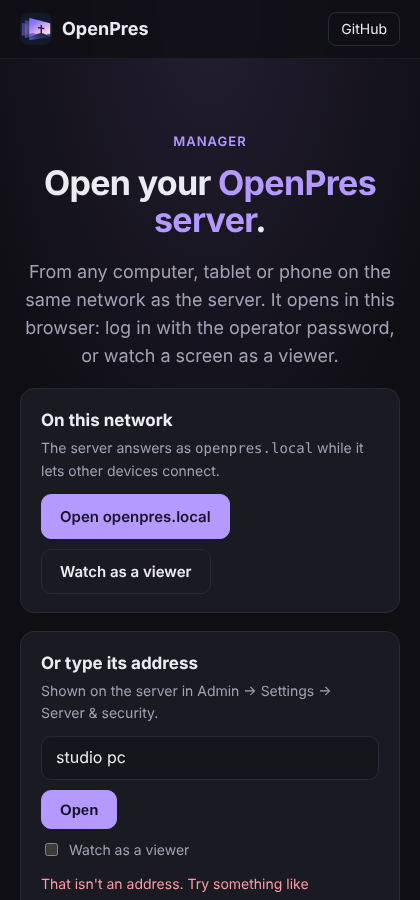 OpenPres
GitHub
MANAGER
Open your OpenPres
server.
From any computer, tablet or phone on the
same network as the server. It opens in this
browser: log in with the operator password,
or watch a screen as a viewer.
On this network
The server answers as openpres.local while it
lets other devices connect.
Open openpres.local
Watch as a viewer
Or type its address
Shown on the server in Admin → Settings →
Server & security.
studio pc
Open
Watch as a viewer
That isn't an address. Try something like